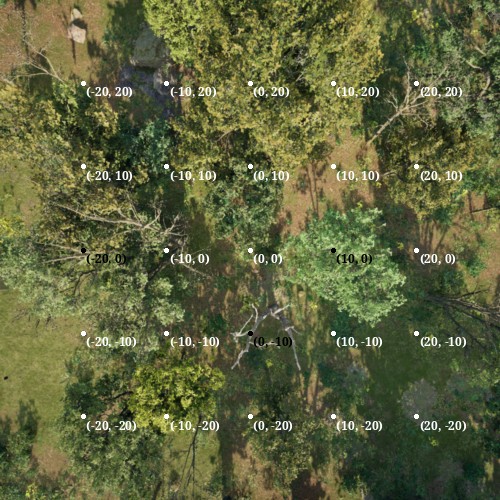 (-20, 20) (-10, 20) (0, 20) (10, 20) (20, 20)
(-20, 10) (-10, 10) (0, 10) (10, 10) (20, 10)
(-20, 0) (-10, 0) (0, 0) (10, 0) (20, 0)
(-20, -10) (-10, -10) (0, -10) (10, -10) (20, -10)
(-20, -20) (-10, -20) (0, -20) (10, -20) (20, -20)